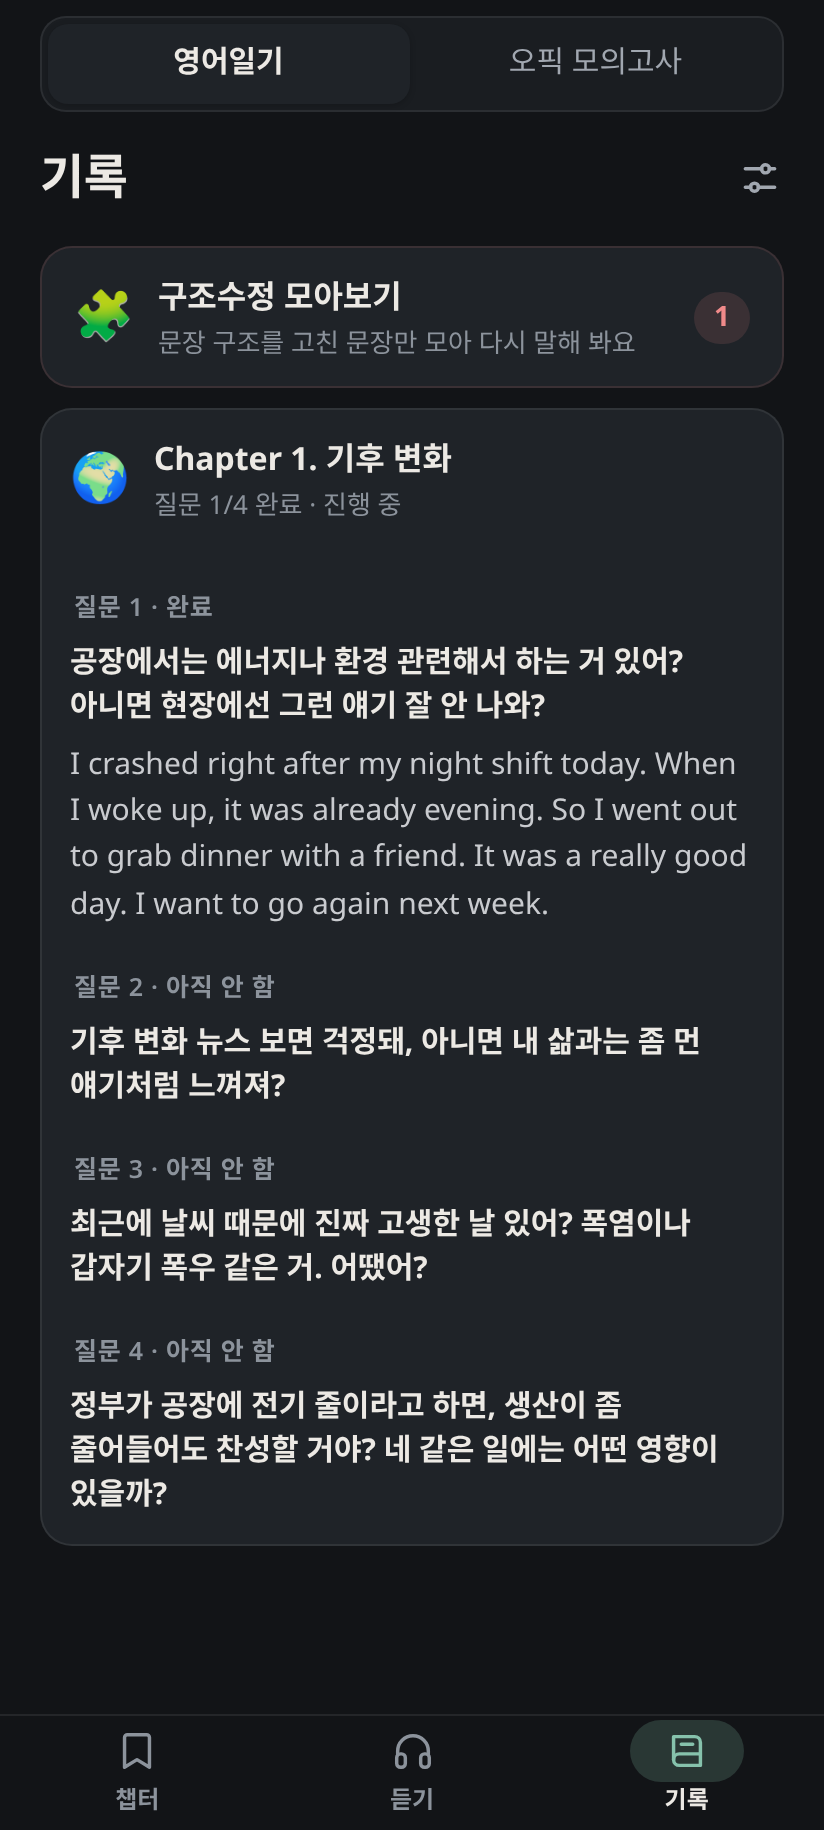 영어일기
오픽 모의고사
기록
구조수정 모아보기
문장 구조를 고친 문장만 모아 다시 말해 봐요
1
Chapter 1. 기후 변화
질문 1/4 완료 · 진행 중
질문 1 · 완료
공장에서는 에너지나 환경 관련해서 하는 거 있어?
아니면 현장에선 그런 얘기 잘 안 나와?
I crashed right after my night shift today. When
I woke up, it was already evening. So I went out
to grab dinner with a friend. It was a really good
day. I want to go again next week.
질문 2 · 아직 안 함
기후 변화 뉴스 보면 걱정돼, 아니면 내 삶과는 좀 먼
얘기처럼 느껴져?
질문 3 · 아직 안 함
최근에 날씨 때문에 진짜 고생한 날 있어? 폭염이나
갑자기 폭우 같은 거. 어땠어?
질문 4 · 아직 안 함
정부가 공장에 전기 줄이라고 하면, 생산이 좀
줄어들어도 찬성할 거야? 네 같은 일에는 어떤 영향이
있을까?
챕터
듣기
기록